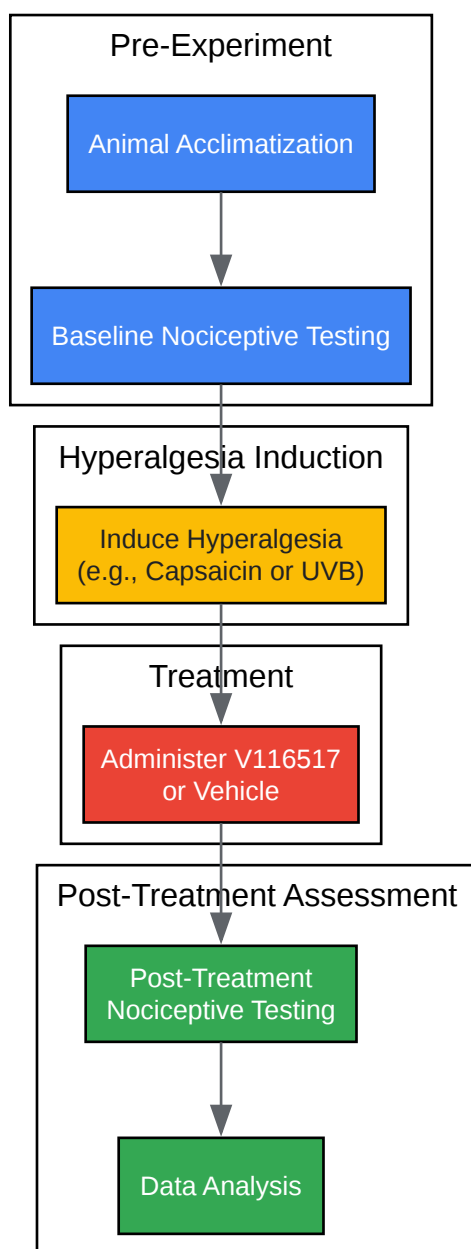 Pre-Experiment
Animal Acclimatization
Baseline Nociceptive Testing
Hyperalgesia Induction
Induce Hyperalgesia
(e.g., Capsaicin or UVB)
Treatment
Administer V116517
or Vehicle
Post-Treatment Assessment
Post-Treatment
Nociceptive Testing
Data Analysis